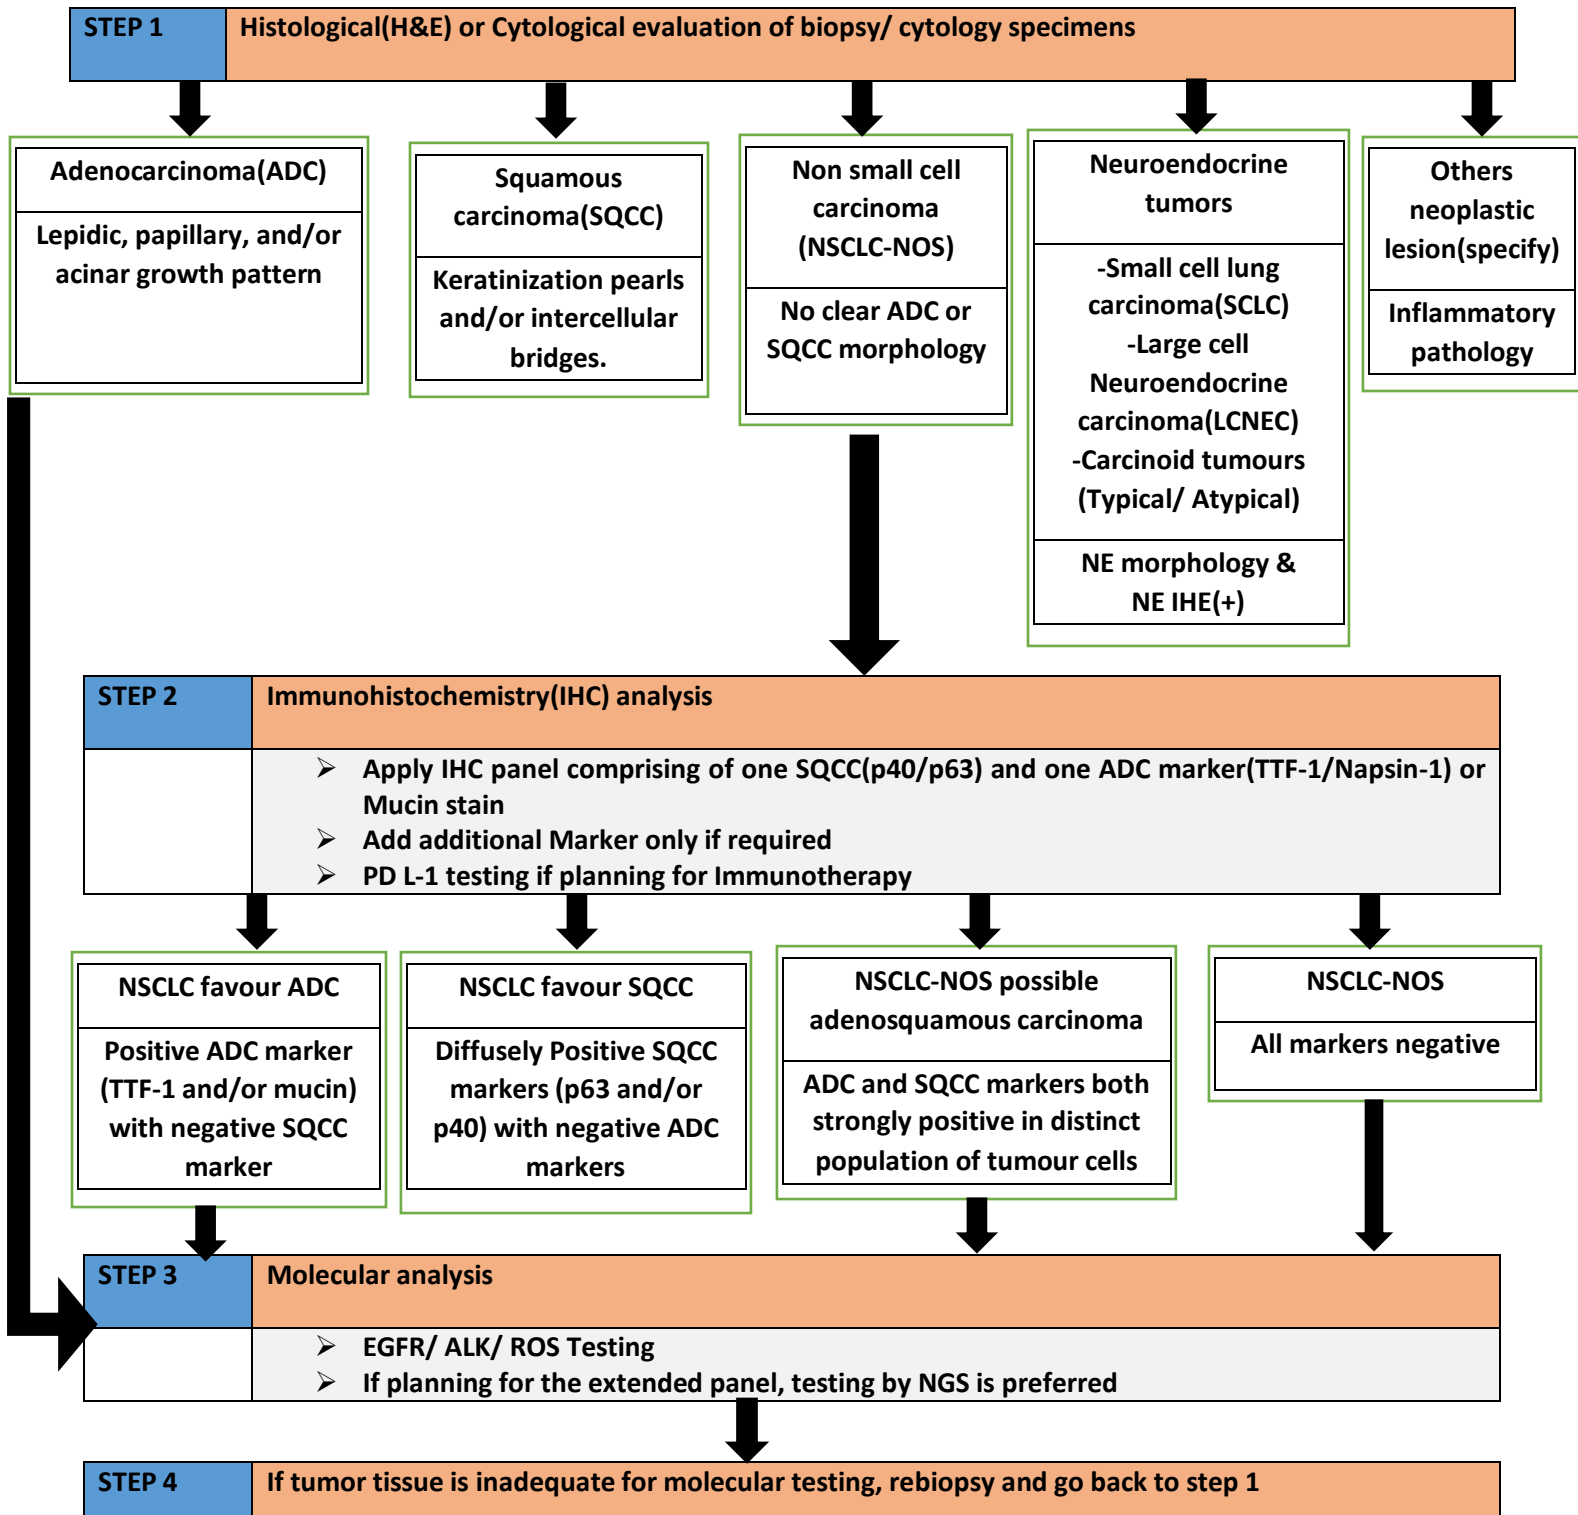 STEP 1
Histological(H&E) or Cytological evaluation of biopsy/ cytology specimens
Adenocarcinoma(ADC)
Lepidic, papillary, and/or
acinar growth pattern
Squamous
carcinoma(SQCC)
Keratinization pearls
and/or intercellular
bridges.
Non small cell
carcinoma
(NSCLC-NOS)
No clear ADC or
SQCC morphology
Neuroendocrine
tumors
-Small cell lung
carcinoma(SCLC)
-Large cell
Neuroendocrine
carcinoma(LCNEC)
-Carcinoid tumours
(Typical/ Atypical)
NE morphology &
NE IHE(+)
Others
neoplastic
lesion(specify)
Inflammatory
pathology
STEP 2
Immunohistochemistry(IHC) analysis
➢ Apply IHC panel comprising of one SQCC(p40/p63) and one ADC marker(TTF-1/Napsin-1) or
Mucin stain
➢ Add additional Marker only if required
➢ PD L-1 testing if planning for Immunotherapy
NSCLC favour ADC
Positive ADC marker
(TTF-1 and/or mucin)
with negative SQCC
marker
NSCLC favour SQCC
Diffusely Positive SQCC
markers (p63 and/or
p40) with negative ADC
markers
NSCLC-NOS possible
adenosquamous carcinoma
ADC and SQCC markers both
strongly positive in distinct
population of tumour cells
NSCLC-NOS
All markers negative
STEP 3
Molecular analysis
➢ EGFR/ ALK/ ROS Testing
➢ If planning for the extended panel, testing by NGS is preferred
STEP 4
If tumor tissue is inadequate for molecular testing, rebiopsy and go back to step 1